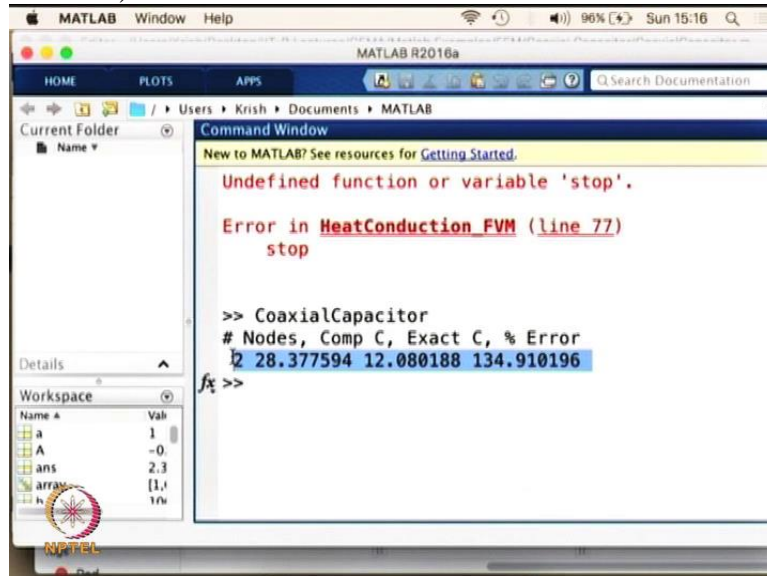 MATLAB Window Help 96% Sun 15:16
MATLAB R2016a
HOME PLOTS APPS Search Documentation
/ Users Krish Documents MATLAB
Current Folder
Name
Command Window
New to MATLAB? See resources for Getting Started.
Undefined function or variable 'stop'.
Error in HeatConduction_FVM (line 77)
stop
>> CoaxialCapacitor
# Nodes, Comp C, Exact C, % Error
2 28.377594 12.080188 134.910196
fx >>
Details
Workspace
Name Valu
a 1
A -0.
ans 2.3
array [1,
NPTEL